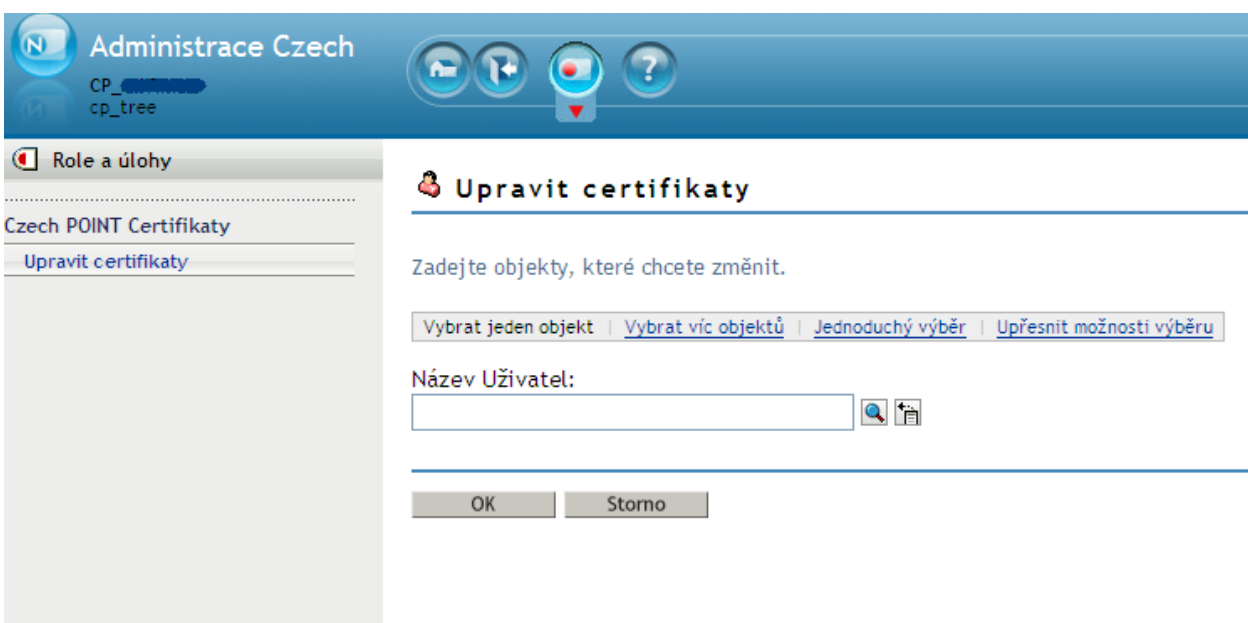 N
Administrace Czech
CP_
cp_tree
?
Role a úlohy
Czech POINT Certifikaty
Upravit certifikaty
Upravit certifikaty
Zadejte objekty, které chcete změnit.
Vybrat jeden objekt | Vybrat víc objektů | Jednoduchý výběr | Upřesnit možnosti výběru
Název Uživatel:
OK Storno